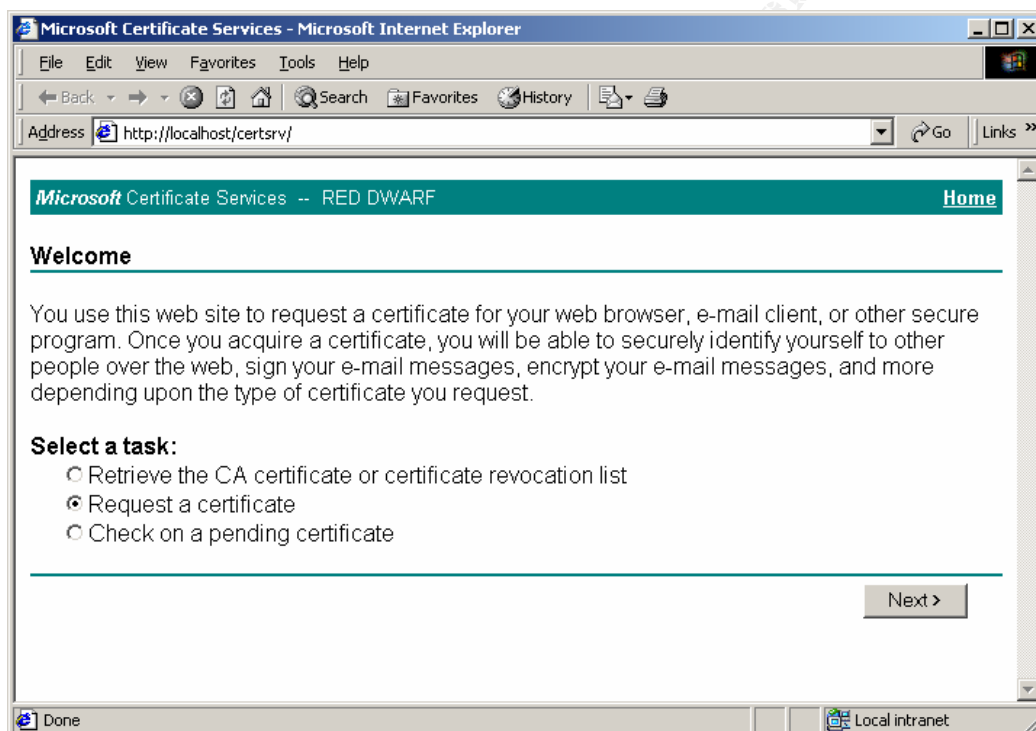 Microsoft Certificate Services - Microsoft Internet Explorer
File Edit View Favorites Tools Help
Back Search Favorites History
Address http://localhost/certsrv/ Go Links »
Microsoft Certificate Services -- RED DWARF Home
Welcome
You use this web site to request a certificate for your web browser, e-mail client, or other secure
program. Once you acquire a certificate, you will be able to securely identify yourself to other
people over the web, sign your e-mail messages, encrypt your e-mail messages, and more
depending upon the type of certificate you request.
Select a task:
Retrieve the CA certificate or certificate revocation list
Request a certificate
Check on a pending certificate
Next >
Done Local intranet